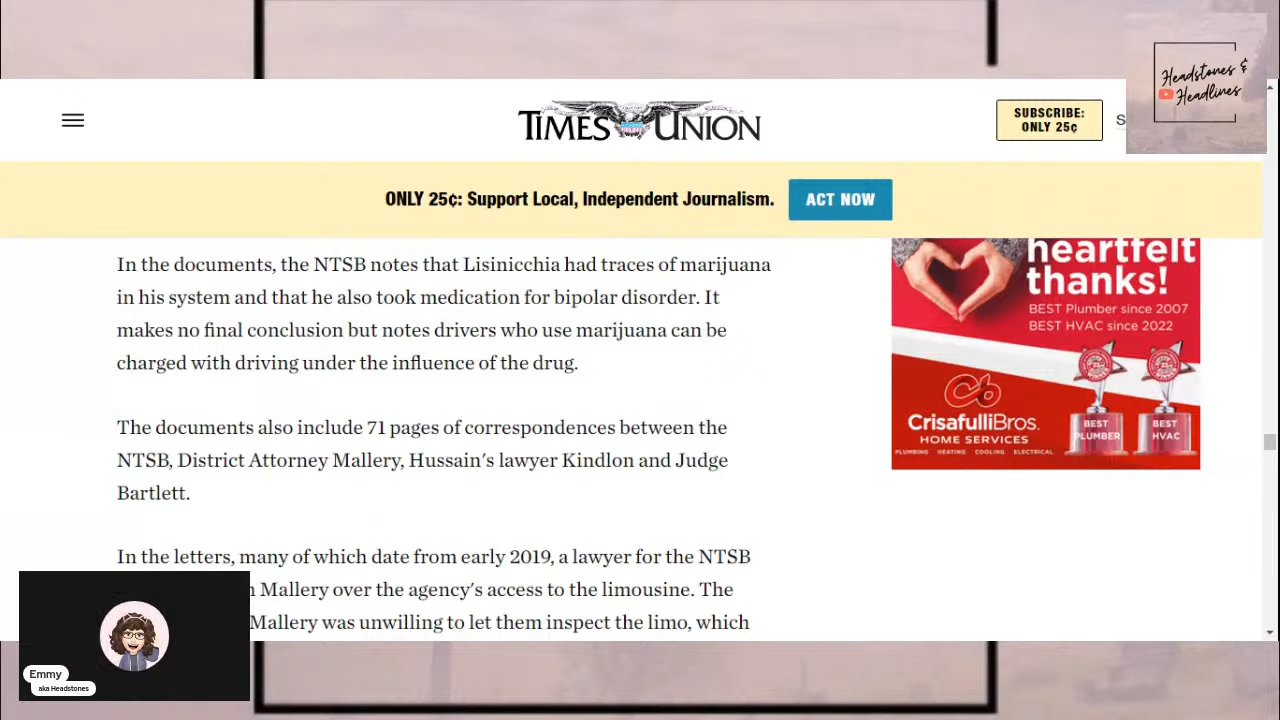 Headstones &
Headlines
TIMES UNION
SUBSCRIBE:
ONLY 25¢
S
ONLY 25¢: Support Local, Independent Journalism.
ACT NOW
In the documents, the NTSB notes that Lisinicchia had traces of marijuana
in his system and that he also took medication for bipolar disorder. It
makes no final conclusion but notes drivers who use marijuana can be
charged with driving under the influence of the drug.
The documents also include 71 pages of correspondences between the
NTSB, District Attorney Mallery, Hussain's lawyer Kindlon and Judge
Bartlett.
In the letters, many of which date from early 2019, a lawyer for the NTSB
Mallery over the agency's access to the limousine. The
Mallery was unwilling to let them inspect the limo, which
heartfelt
thanks!
BEST Plumber since 2007
BEST HVAC since 2022
CB
CrisafulliBros.
HOME SERVICES
PLUMBING HEATING COOLING ELECTRICAL
BEST
PLUMBER
BEST
HVAC
Emmy
aka Headstones